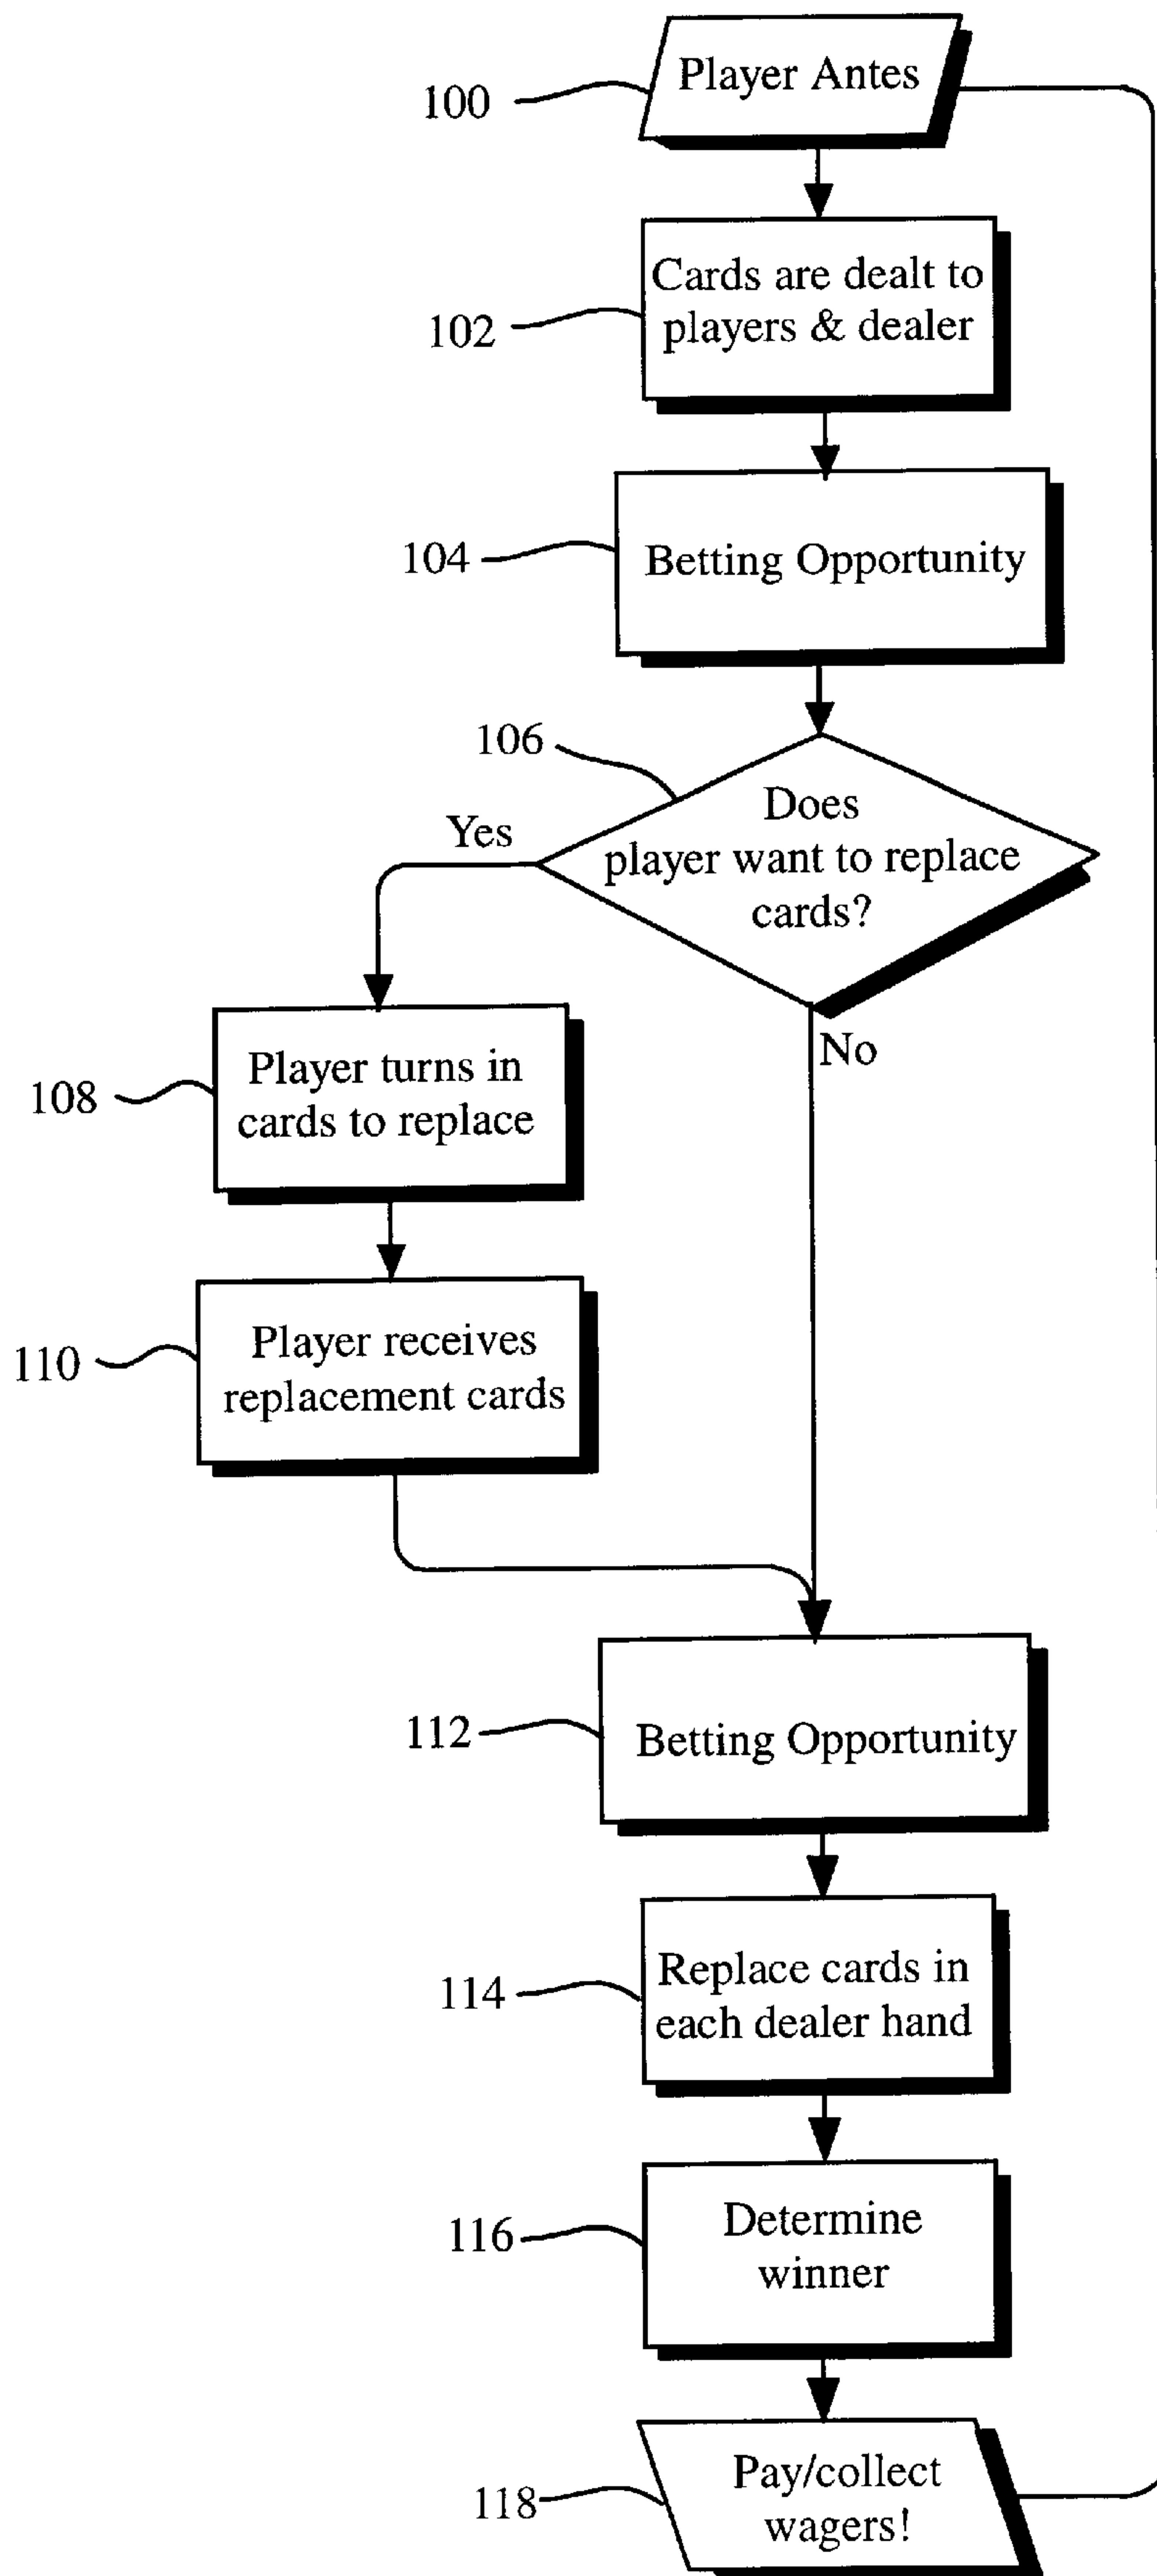 Player Antes
100
Cards are dealt to
players & dealer
102
Betting Opportunity
104
106
Does
player want to replace
cards?
Yes
No
Player turns in
cards to replace
108
Player receives
replacement cards
110
Betting Opportunity
112
Replace cards in
each dealer hand
114
Determine
winner
116
Pay/collect
wagers!
118